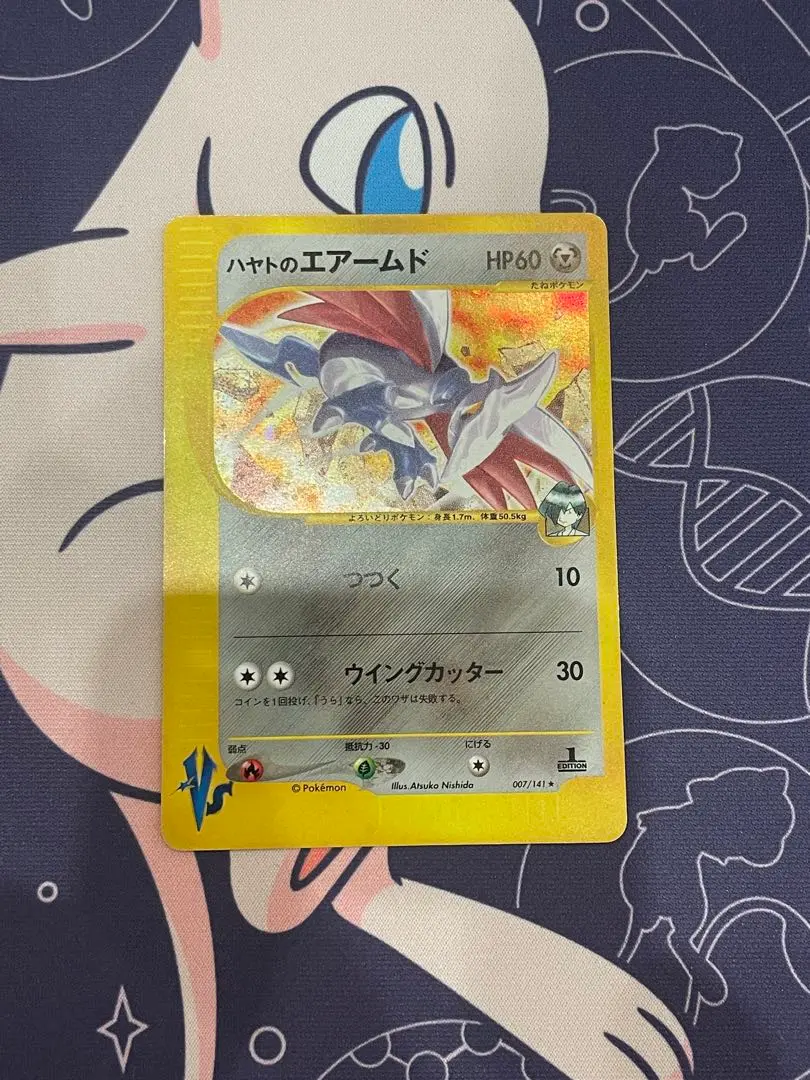 ハヤトのエアームド HP60
たねポケモン
よろいどりポケモン：身長1.7m、体重50.5kg
つつく 10
ウイングカッター 30
コインを1回投げ、「うら」なら、このワザは失敗する。
弱点 抵抗力-30 にげる
1
EDITION
VS
©Pokémon Illus.Atsuko Nishida 007/141★